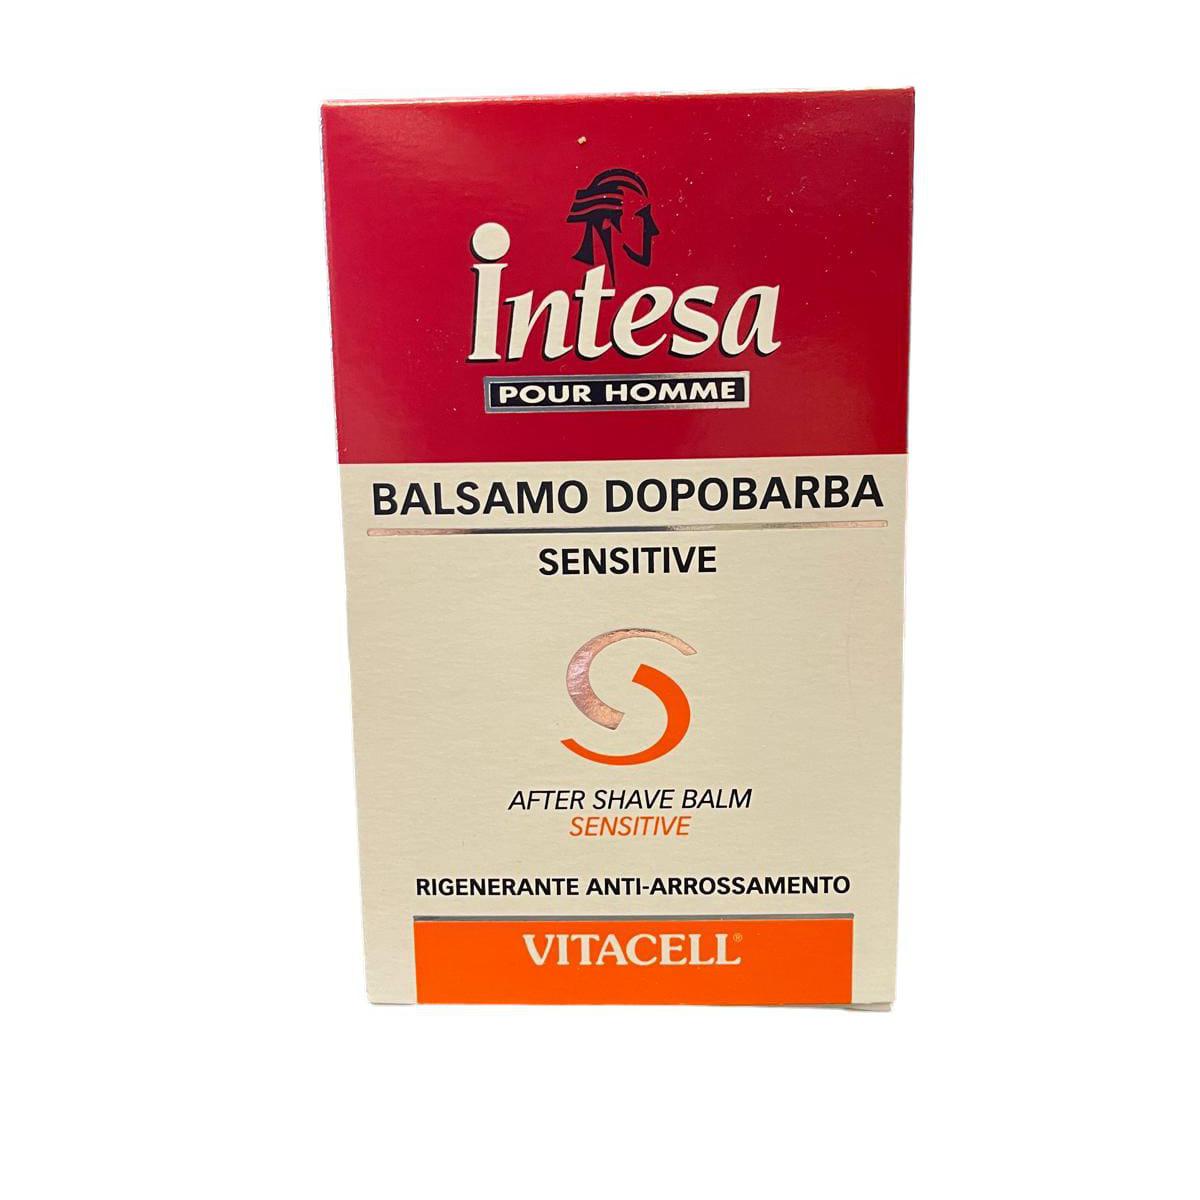 intesa
POUR HOMME
BALSAMO DOPOBARBA
SENSITIVE
AFTER SHAVE BALM
SENSITIVE
RIGENERANTE ANTI-ARROSSAMENTO
VITACELL®